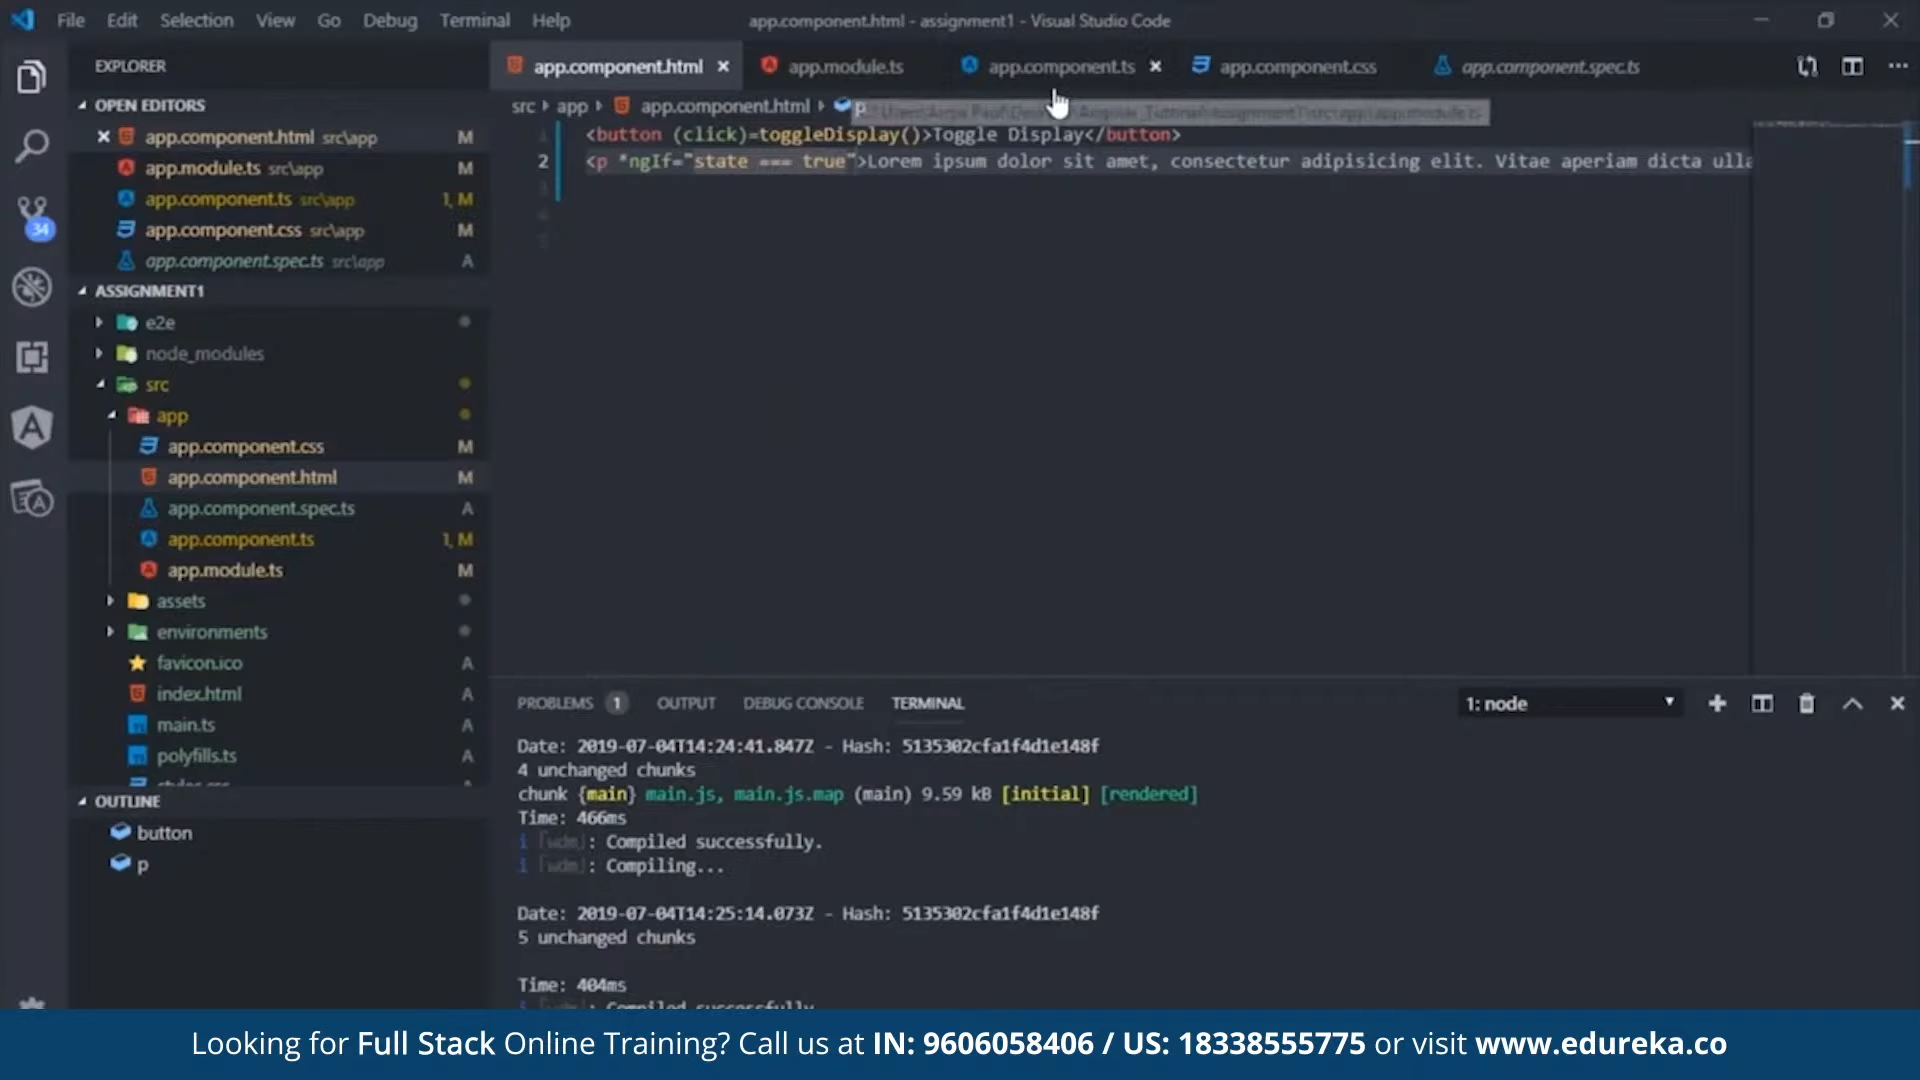 File Edit Selection View Go Debug Terminal Help
app.component.html - assignment1 - Visual Studio Code
EXPLORER
app.component.html
app.module.ts
app.component.ts
app.component.css
app.component.spec.ts
src app app.component.html p
OPEN EDITORS
app.component.html src\app M
app.module.ts src\app M
app.component.ts src\app 1, M
app.component.css src\app M
app.component.spec.ts src\app A
34
ASSIGNMENT1
e2e
node_modules
src
app
app.component.css M
app.component.html M
app.component.spec.ts A
app.component.ts 1, M
app.module.ts M
assets
environments
favicon.ico A
index.html A
main.ts A
polyfills.ts A
OUTLINE
button
p
1 <button (click)=toggleDisplay()>Toggle Display</button>
2 <p *ngIf="state === true">Lorem ipsum dolor sit amet, consectetur adipisicing elit. Vitae aperiam dicta ulla
3
4
5
PROBLEMS 1 OUTPUT DEBUG CONSOLE TERMINAL
1: node
Date: 2019-07-04T14:24:41.847Z - Hash: 5135302cfa1f4d1e148f
4 unchanged chunks
chunk {main} main.js, main.js.map (main) 9.59 kB [initial] [rendered]
Time: 466ms
i [wdm]: Compiled successfully.
i [wdm]: Compiling...
Date: 2019-07-04T14:25:14.073Z - Hash: 5135302cfa1f4d1e148f
5 unchanged chunks
Time: 404ms
Looking for Full Stack Online Training? Call us at IN: 9606058406 / US: 18338555775 or visit www.edureka.co